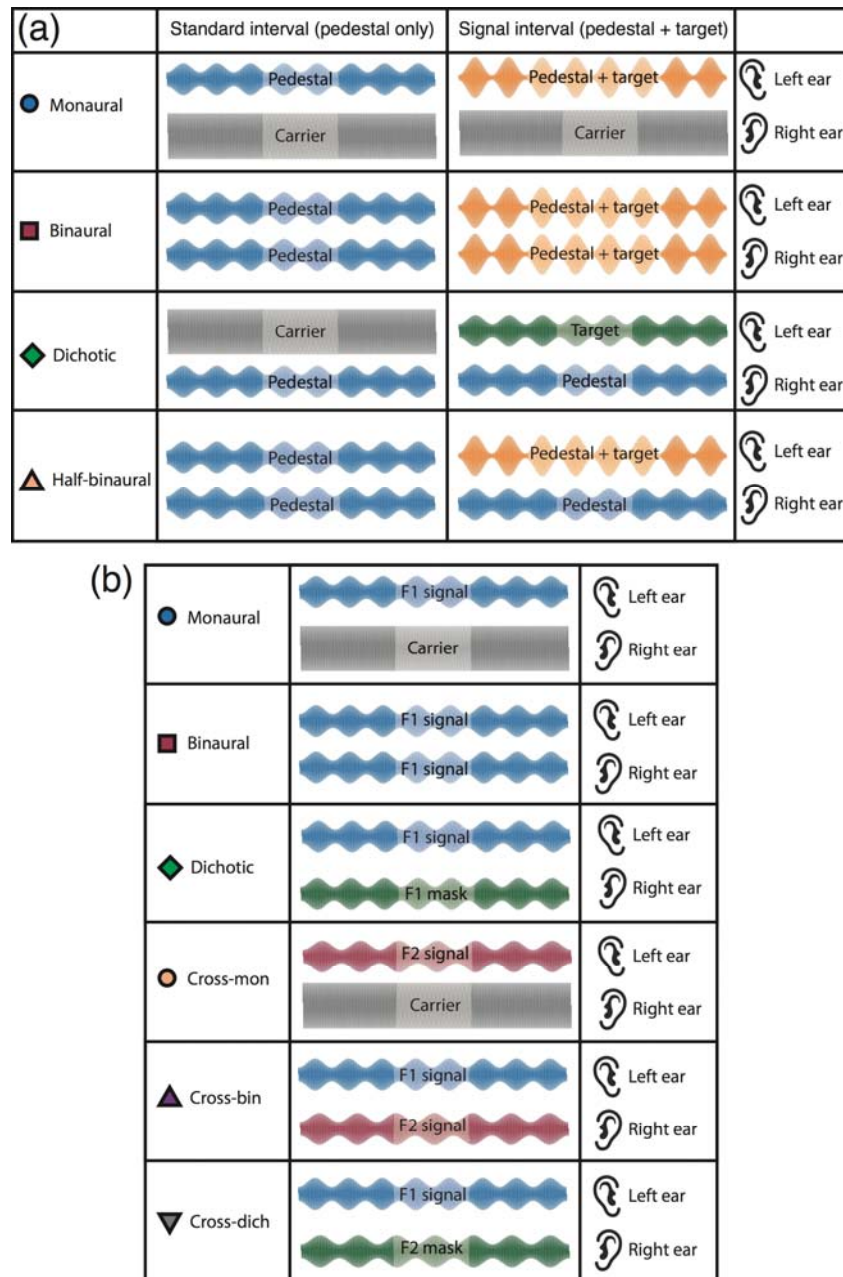 (a)
Standard interval (pedestal only)
Signal interval (pedestal + target)
Monaural
Pedestal
Carrier
Pedestal + target
Carrier
Left ear
Right ear
Binaural
Pedestal
Pedestal
Pedestal + target
Pedestal + target
Left ear
Right ear
Dichotic
Carrier
Pedestal
Target
Pedestal
Left ear
Right ear
Half-binaural
Pedestal
Pedestal
Pedestal + target
Pedestal
Left ear
Right ear
(b)
Monaural
F1 signal
Carrier
Left ear
Right ear
Binaural
F1 signal
F1 signal
Left ear
Right ear
Dichotic
F1 signal
F1 mask
Left ear
Right ear
Cross-mon
F2 signal
Carrier
Left ear
Right ear
Cross-bin
F1 signal
F2 signal
Left ear
Right ear
Cross-dich
F1 signal
F2 mask
Left ear
Right ear